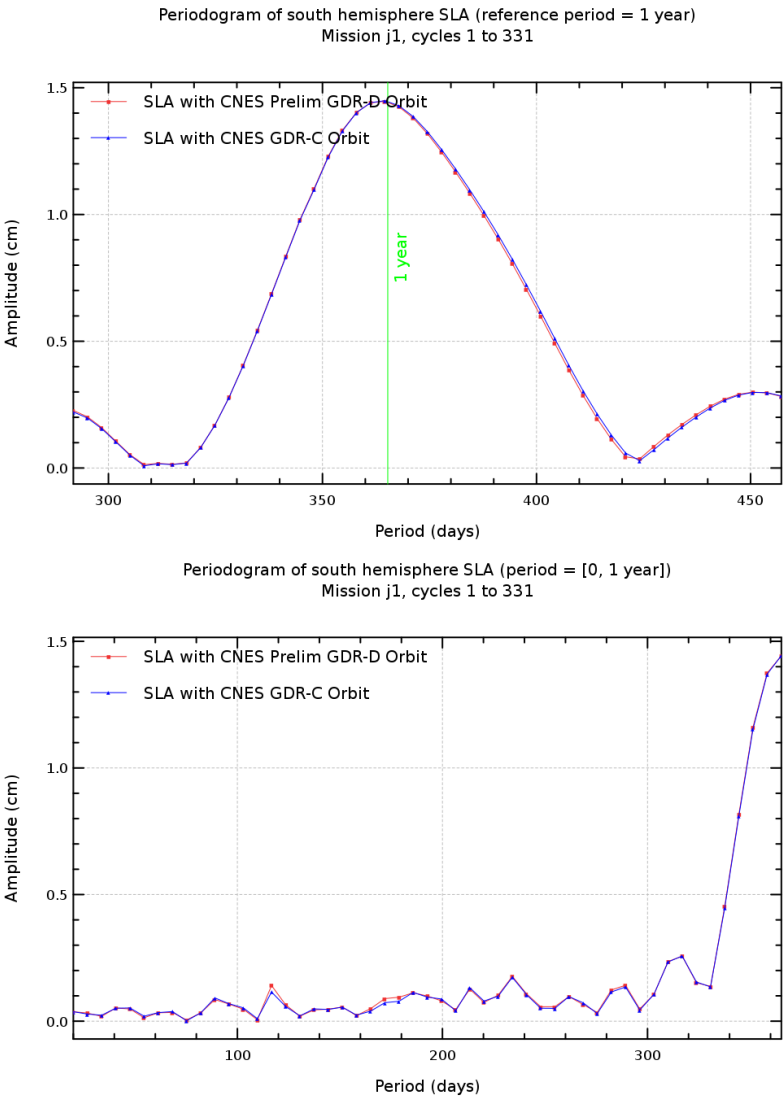 Periodogram of south hemisphere SLA (reference period = 1 year)
Mission j1, cycles 1 to 331
1.5
SLA with CNES Prelim GDR-D Orbit
SLA with CNES GDR-C Orbit
1.0
1 year
Amplitude (cm)
0.5
0.0
300
350
400
450
Period (days)
Periodogram of south hemisphere SLA (period = [0, 1 year])
Mission j1, cycles 1 to 331
1.5
SLA with CNES Prelim GDR-D Orbit
SLA with CNES GDR-C Orbit
1.0
Amplitude (cm)
0.5
0.0
100
200
300
Period (days)